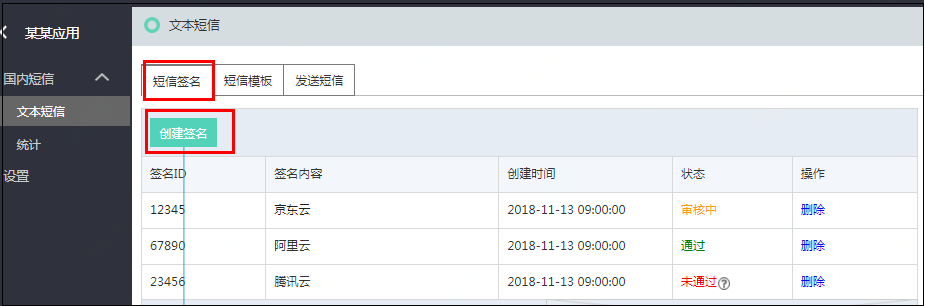 某某应用
国内短信
文本短信
统计
设置
文本短信
短信签名 短信模板 发送短信
创建签名
签名ID 签名内容 创建时间 状态 操作
12345 京东云 2018-11-13 09:00:00 审核中 删除
67890 阿里云 2018-11-13 09:00:00 通过 删除
23456 腾讯云 2018-11-13 09:00:00 未通过? 删除